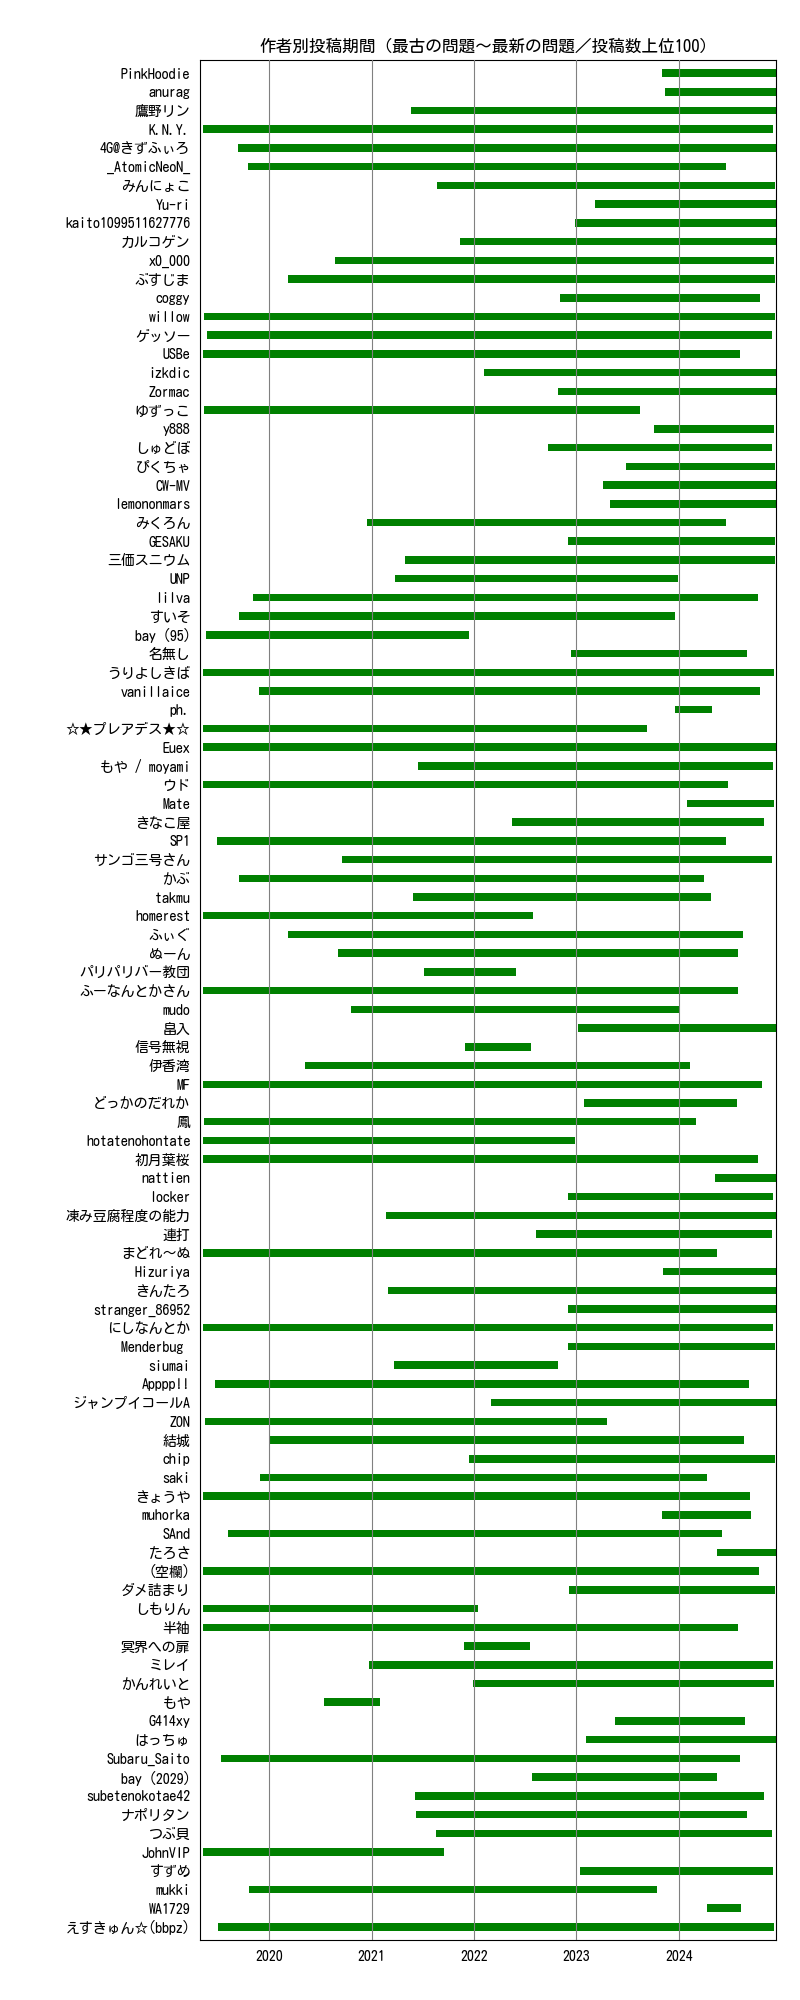 作者別投稿期間（最古の問題～最新の問題／投稿数上位100）
PinkHoodie
anurag
鷹野リン
K.N.Y.
4G@きずふぃろ
_AtomicNeoN_
みんにょこ
Yu-ri
kaito1099511627776
カルコゲン
x0_000
ぶすじま
coggy
willow
ゲッソー
USBe
izkdic
Zormac
ゆずっこ
y888
しゅどぼ
ぴくちゃ
CW-MV
lemononmars
みくろん
GESAKU
三価スニウム
UNP
lilva
すいそ
bay (95)
名無し
うりよしきば
vanillaice
ph.
☆★プレアデス★☆
Euex
もや / moyami
ウド
Mate
きなこ屋
SP1
サンゴ三号さん
かぶ
takmu
homerest
ふぃぐ
ぬーん
パリパリバー教団
ふーなんとかさん
mudo
畠入
信号無視
伊香湾
MF
どっかのだれか
鳳
hotatenohontate
初月葉桜
nattien
locker
凍み豆腐程度の能力
連打
まどれ～ぬ
Hizuriya
きんたろ
stranger_86952
にしなんとか
Menderbug
siumai
Appppll
ジャンプイコールA
ZON
結城
chip
saki
きょうや
muhorka
SAnd
たろさ
(空欄)
ダメ詰まり
しもりん
半袖
冥界への扉
ミレイ
かんれいと
もや
G414xy
はっちゅ
Subaru_Saito
bay (2029)
subetenokotae42
ナポリタン
つぶ貝
JohnVIP
すずめ
mukki
WA1729
えすきゅん☆(bbpz)
2020 2021 2022 2023 2024